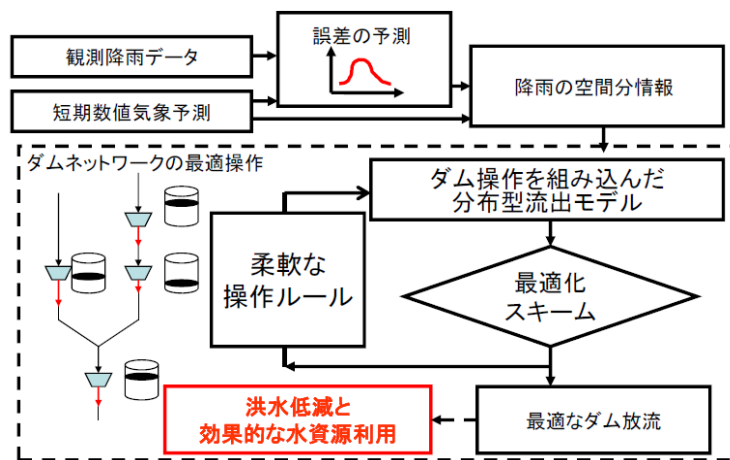 観測降雨データ
短期数値気象予測
誤差の予測
降雨の空間分情報
ダムネットワークの最適操作
ダム操作を組み込んだ
分布型流出モデル
柔軟な
操作ルール
最適化
スキーム
最適なダム放流
洪水低減と
効果的な水資源利用